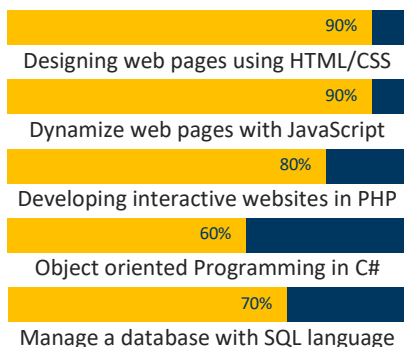 90%
Designing web pages using HTML/CSS
90%
Dynamize web pages with JavaScript
80%
Developing interactive websites in PHP
60%
Object oriented Programming in C#
70%
Manage a database with SQL language